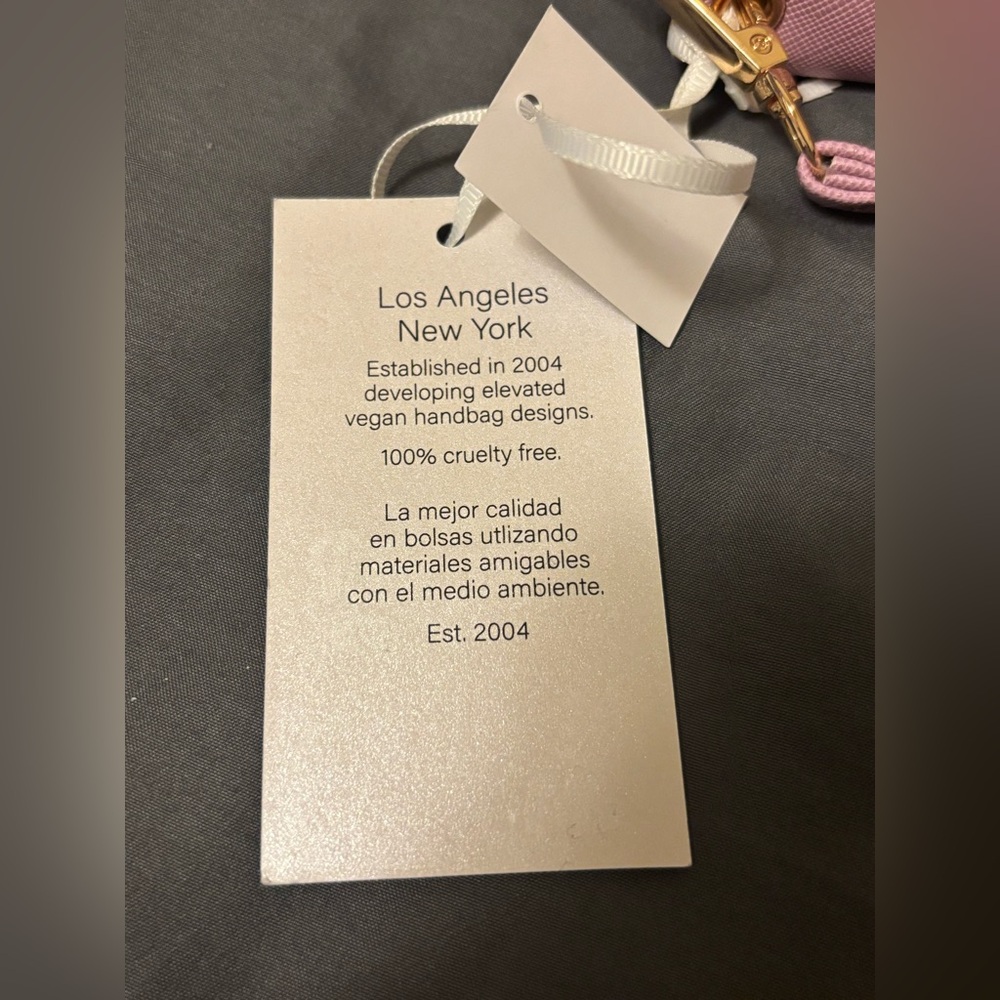 Los Angeles
New York
Established in 2004
developing elevated
vegan handbag designs.
100% cruelty free.
La mejor calidad
en bolsas utlizando
materiales amigables
con el medio ambiente.
Est. 2004